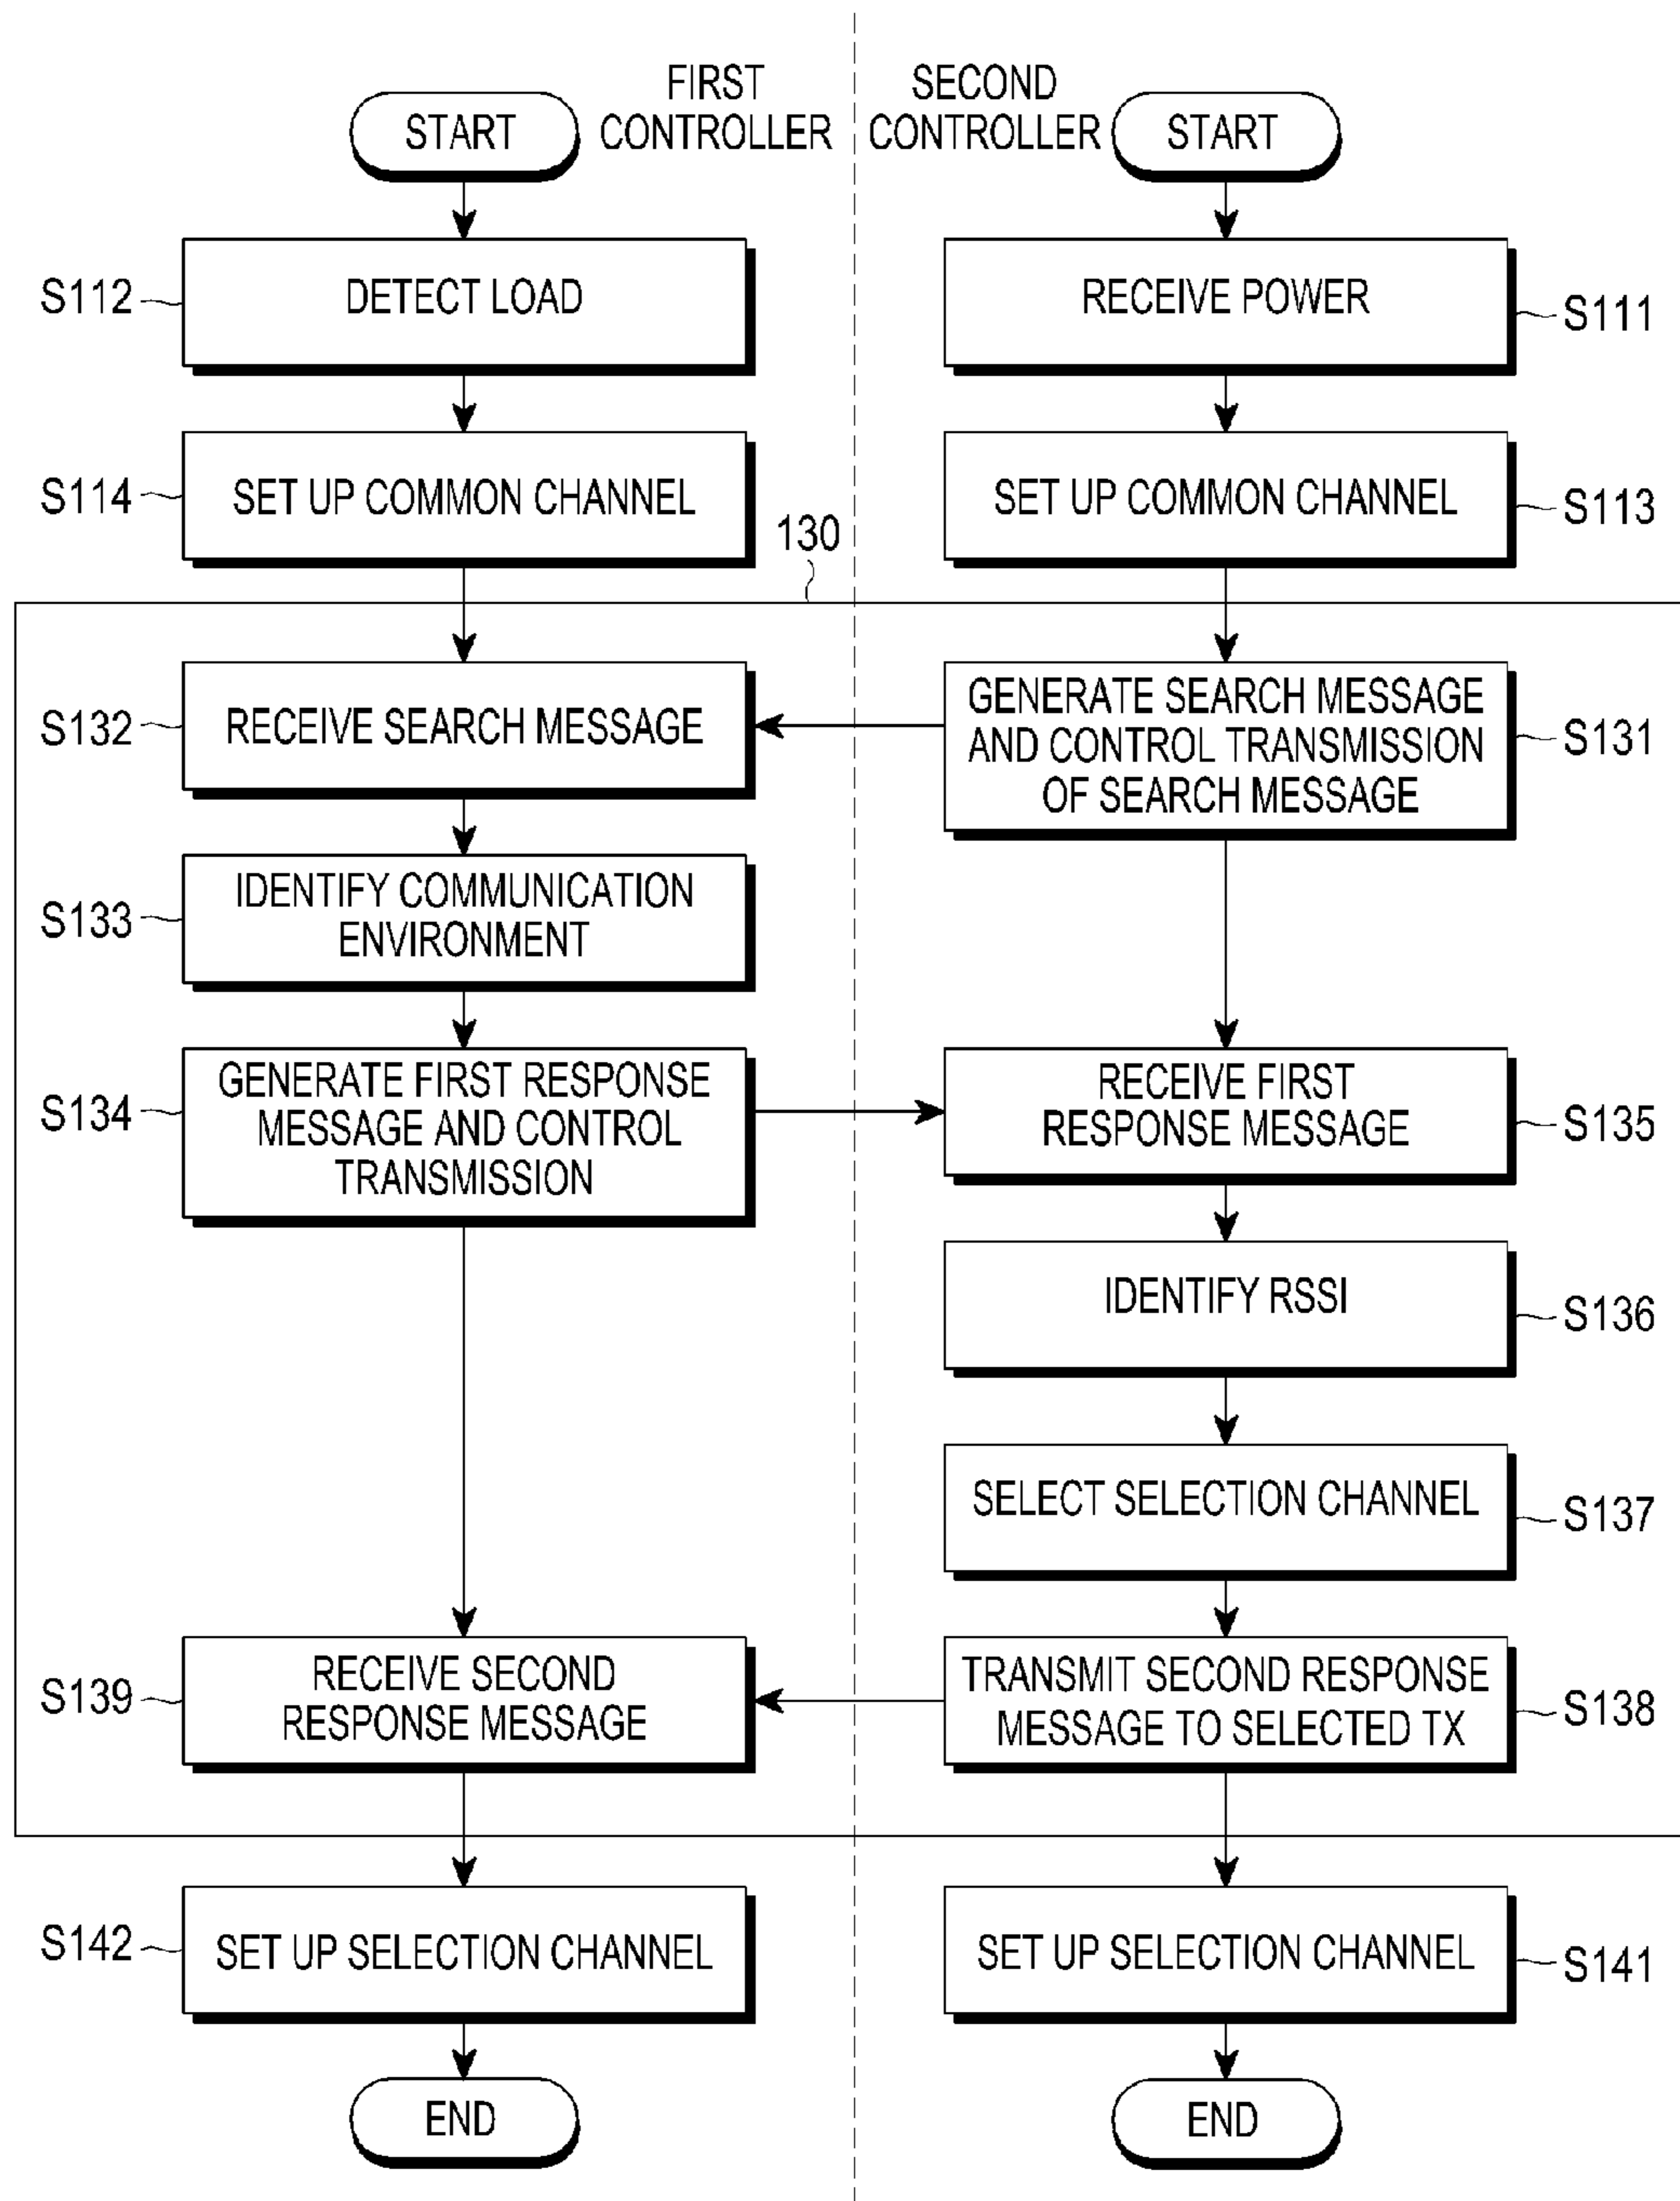 FIRST
CONTROLLER
SECOND
CONTROLLER
START
START
S112
DETECT LOAD
RECEIVE POWER
S111
S114
SET UP COMMON CHANNEL
SET UP COMMON CHANNEL
S113
130
S132
RECEIVE SEARCH MESSAGE
GENERATE SEARCH MESSAGE
AND CONTROL TRANSMISSION
OF SEARCH MESSAGE
S131
S133
IDENTIFY COMMUNICATION
ENVIRONMENT
S134
GENERATE FIRST RESPONSE
MESSAGE AND CONTROL
TRANSMISSION
RECEIVE FIRST
RESPONSE MESSAGE
S135
IDENTIFY RSSI
S136
SELECT SELECTION CHANNEL
S137
S139
RECEIVE SECOND
RESPONSE MESSAGE
TRANSMIT SECOND RESPONSE
MESSAGE TO SELECTED TX
S138
S142
SET UP SELECTION CHANNEL
SET UP SELECTION CHANNEL
S141
END
END